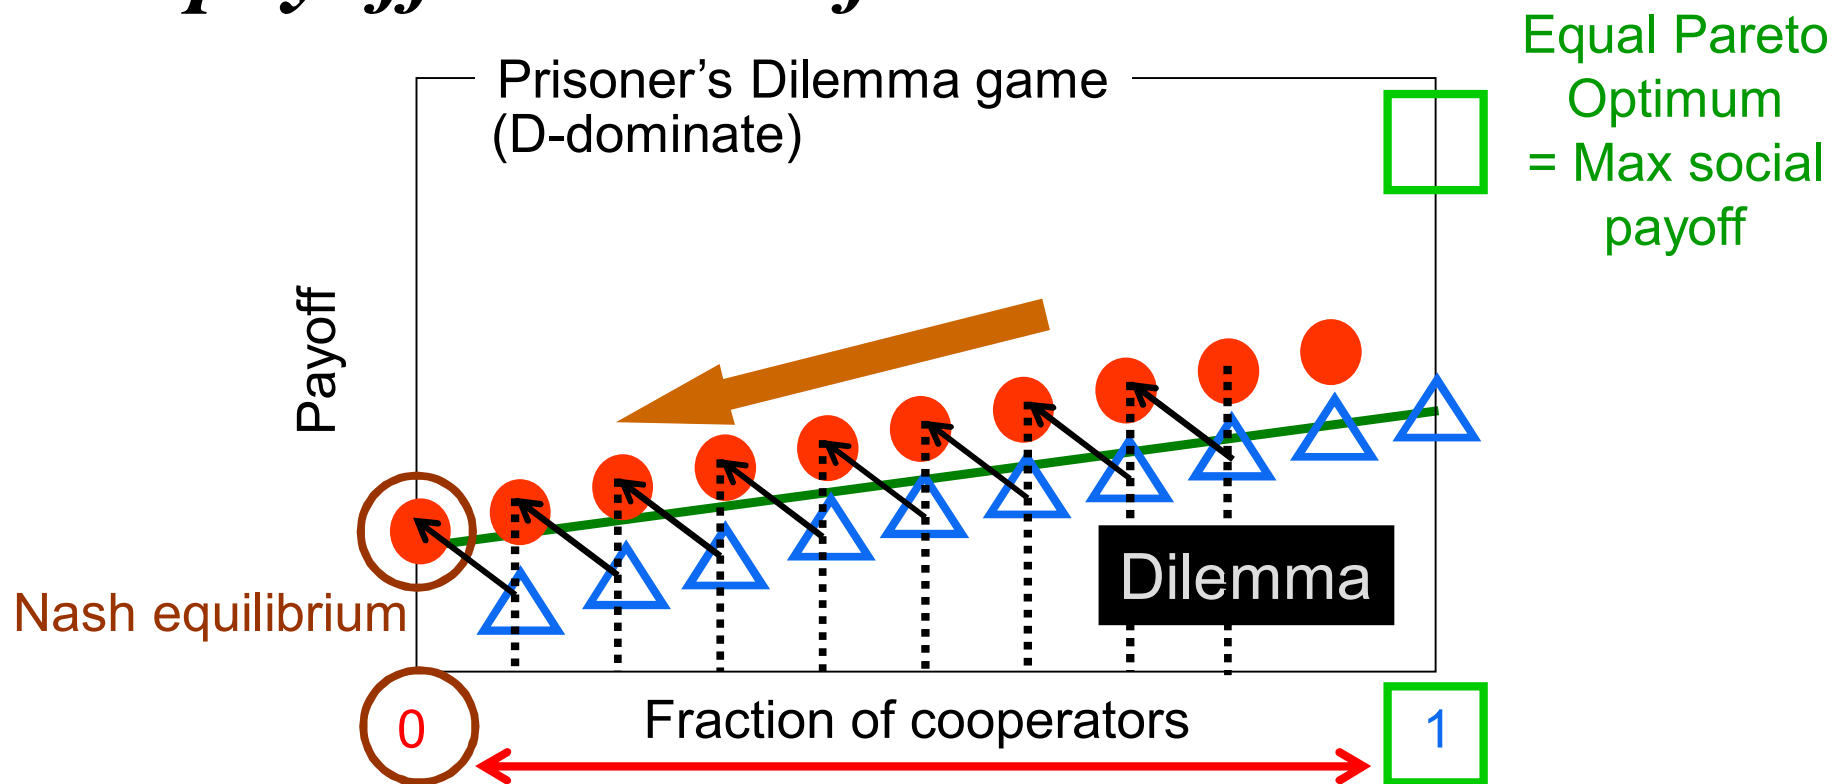 payoff
Equal Pareto
Optimum
= Max social
payoff
Prisoner’s Dilemma game
(D-dominate)
Payoff
Dilemma
Nash equilibrium
0
Fraction of cooperators
1